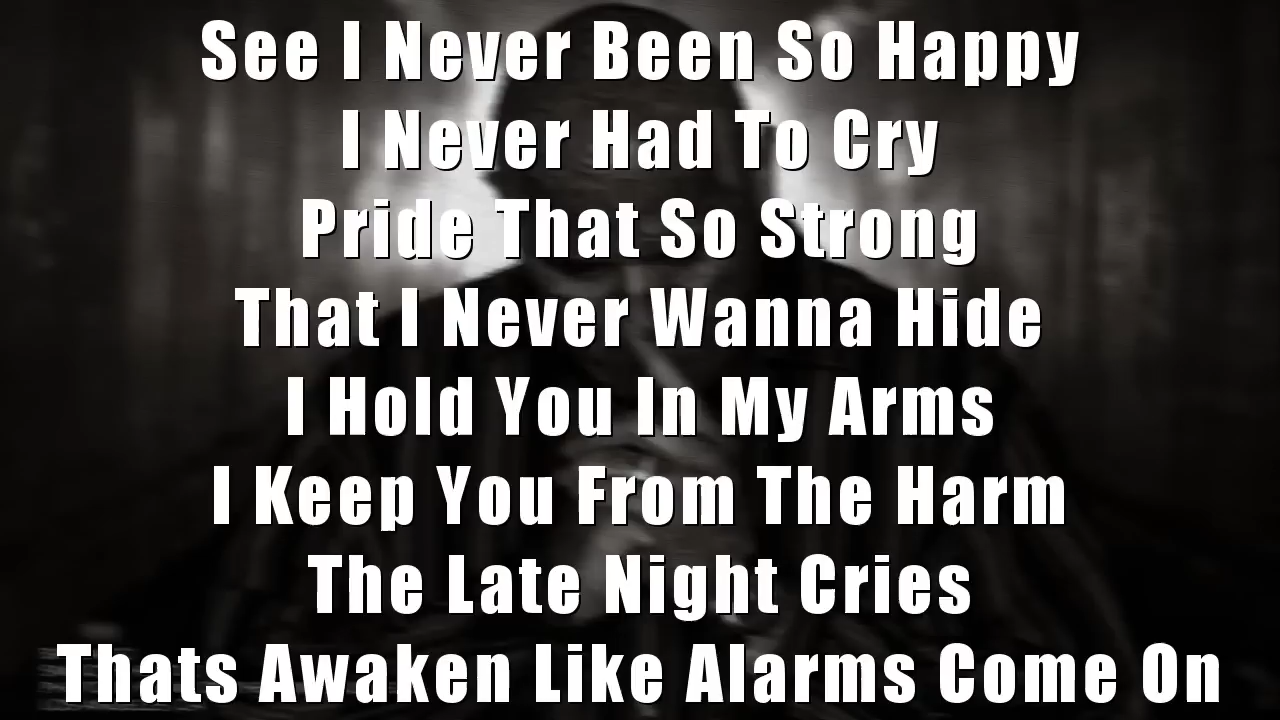 See I Never Been So Happy
I Never Had To Cry
Pride That So Strong
That I Never Wanna Hide
I Hold You In My Arms
I Keep You From The Harm
The Late Night Cries
Thats Awaken Like Alarms Come On